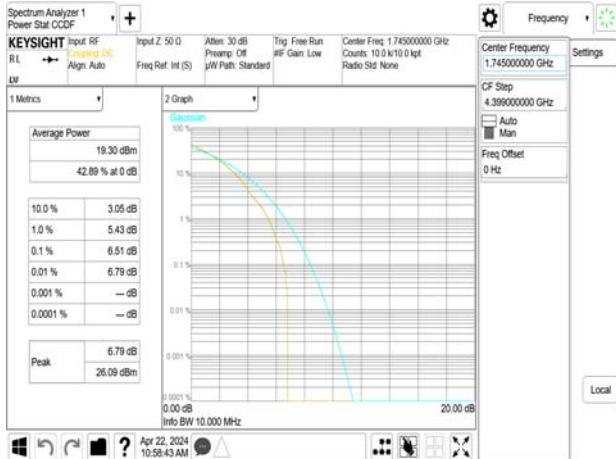 Spectrum Analyzer 1
Power Stat CCDF
Frequency
KEYSIGHT
RL
Input: RF
Coupling: DC
Align: Auto
Input Z: 50 Ω
Freq Ref: Int (S)
Atten: 30 dB
Preamp: Off
µW Path: Standard
Trig: Free Run
#IF Gain: Low
Center Freq: 1.745000000 GHz
Counts: 10.0 k/10.0 kpt
Radio Std: None
Center Frequency
1.745000000 GHz
Settings
CF Step
4.399000000 GHz
Auto
Man
Freq Offset
0 Hz
Local
1 Metrics
Average Power
19.30 dBm
42.89 % at 0 dB
10.0 % 3.05 dB
1.0 % 5.43 dB
0.1 % 6.51 dB
0.01 % 6.79 dB
0.001 % --- dB
0.0001 % --- dB
Peak
6.79 dB
26.09 dBm
2 Graph
Gaussian
100 %
10 %
1 %
0.1 %
0.01 %
0.001 %
0.0001 %
0.00 dB
20.00 dB
Info BW 10.000 MHz
Apr 22, 2024
10:58:43 AM